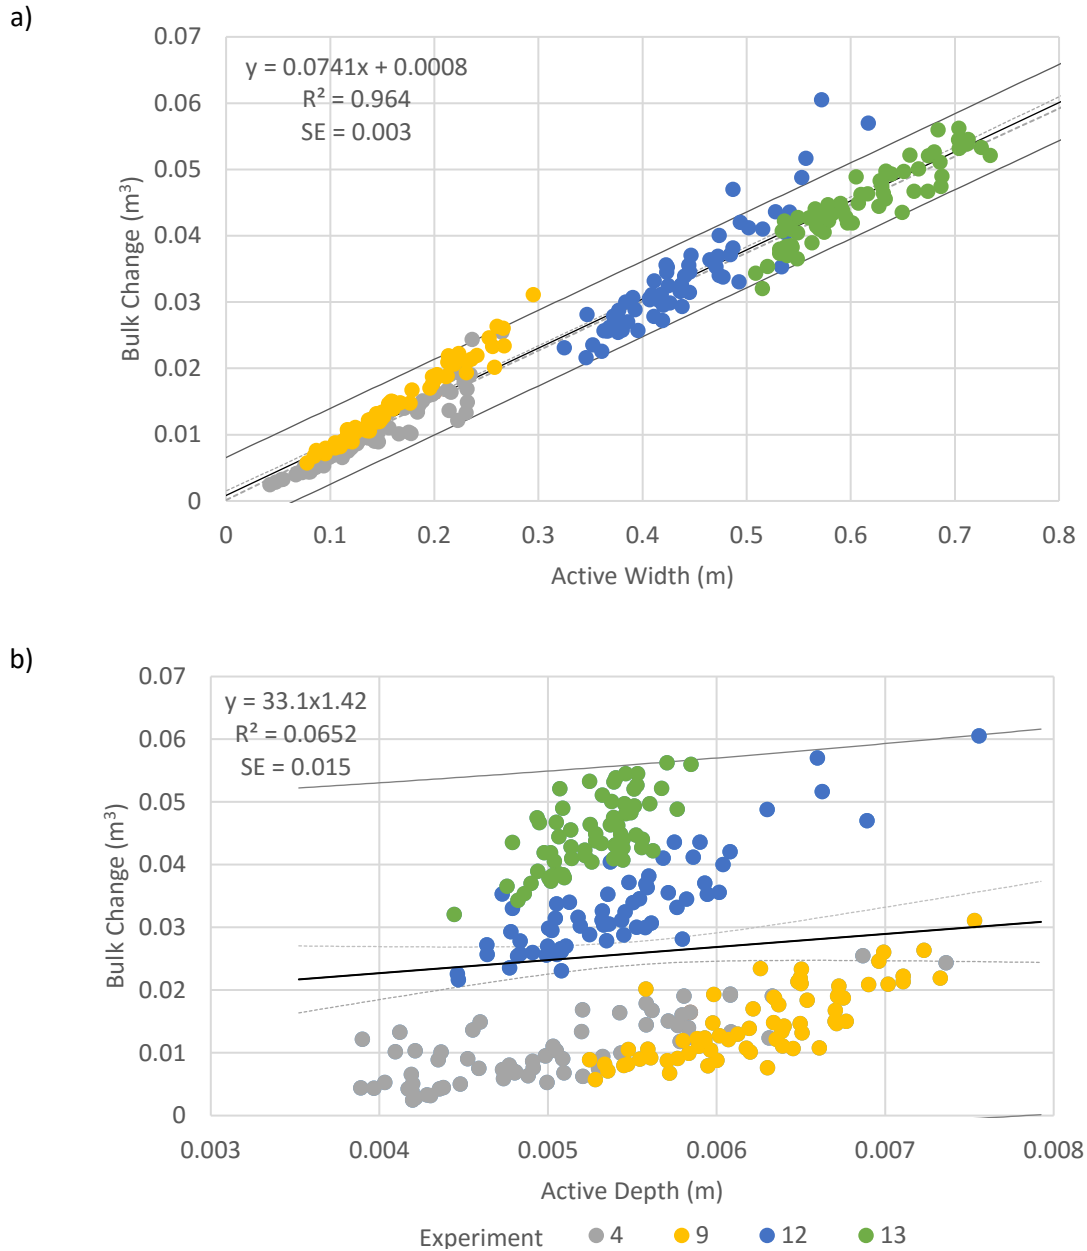 a)
0.07
0.06
0.05
0.04
0.03
0.02
0.01
0
Bulk Change (m³)
y = 0.0741x + 0.0008
R² = 0.964
SE = 0.003
0 0.1 0.2 0.3 0.4 0.5 0.6 0.7 0.8
Active Width (m)
b)
0.07
0.06
0.05
0.04
0.03
0.02
0.01
0
Bulk Change (m³)
y = 33.1x1.42
R² = 0.0652
SE = 0.015
0.003 0.004 0.005 0.006 0.007 0.008
Active Depth (m)
Experiment 4 9 12 13